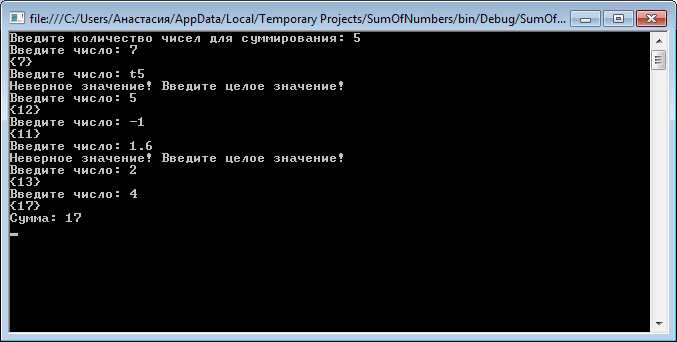 file:///C:/Users/Анастасия/AppData/Local/Temporary Projects/SumOfNumbers/bin/Debug/SumOf...
Введите количество чисел для суммирования: 5
Введите число: 7
{7}
Введите число: t5
Неверное значение! Введите целое значение!
Введите число: 5
{12}
Введите число: -1
{11}
Введите число: 1.6
Неверное значение! Введите целое значение!
Введите число: 2
{13}
Введите число: 4
{17}
Сумма: 17